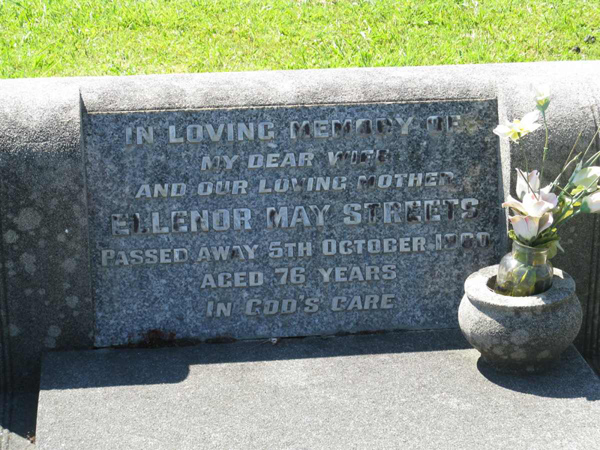 IN LOVING MEMORY OF
MY DEAR WIFE
AND OUR LOVING MOTHER
ELLENOR MAY STREETS
PASSED AWAY 5TH OCTOBER
AGED 76 YEARS
IN GOD'S CARE